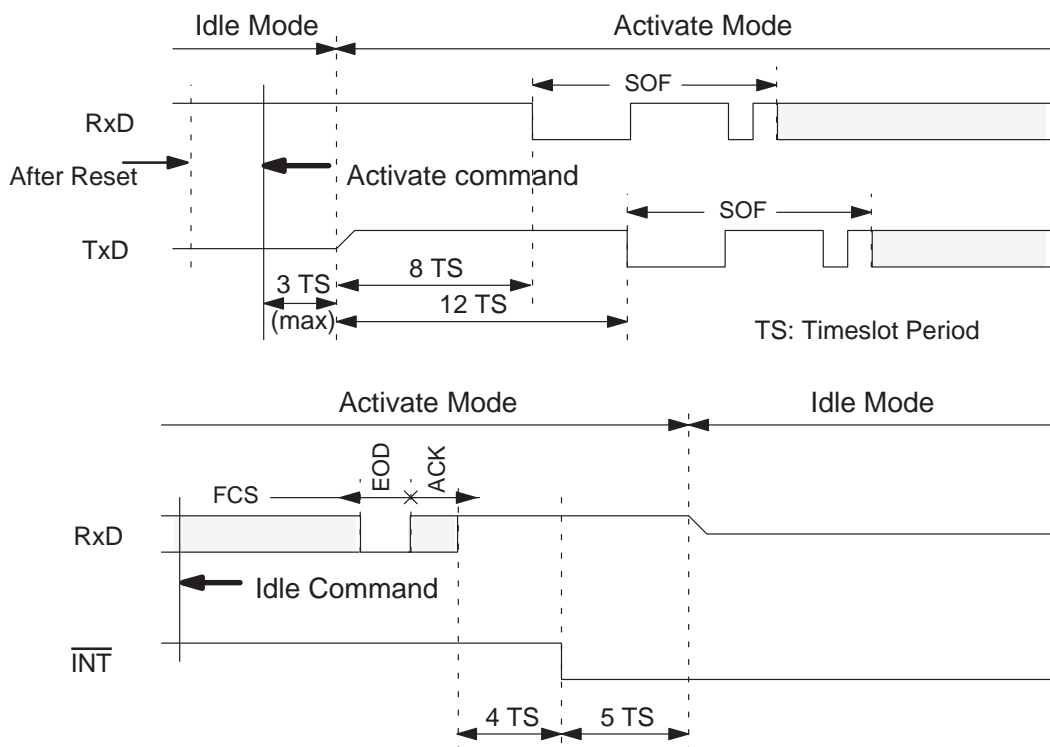 Idle Mode
Activate Mode
SOF
RxD
After Reset
Activate command
SOF
TxD
3 TS
(max)
8 TS
12 TS
TS: Timeslot Period
Activate Mode
Idle Mode
EOD
ACK
FCS
RxD
Idle Command
INT
4 TS
5 TS